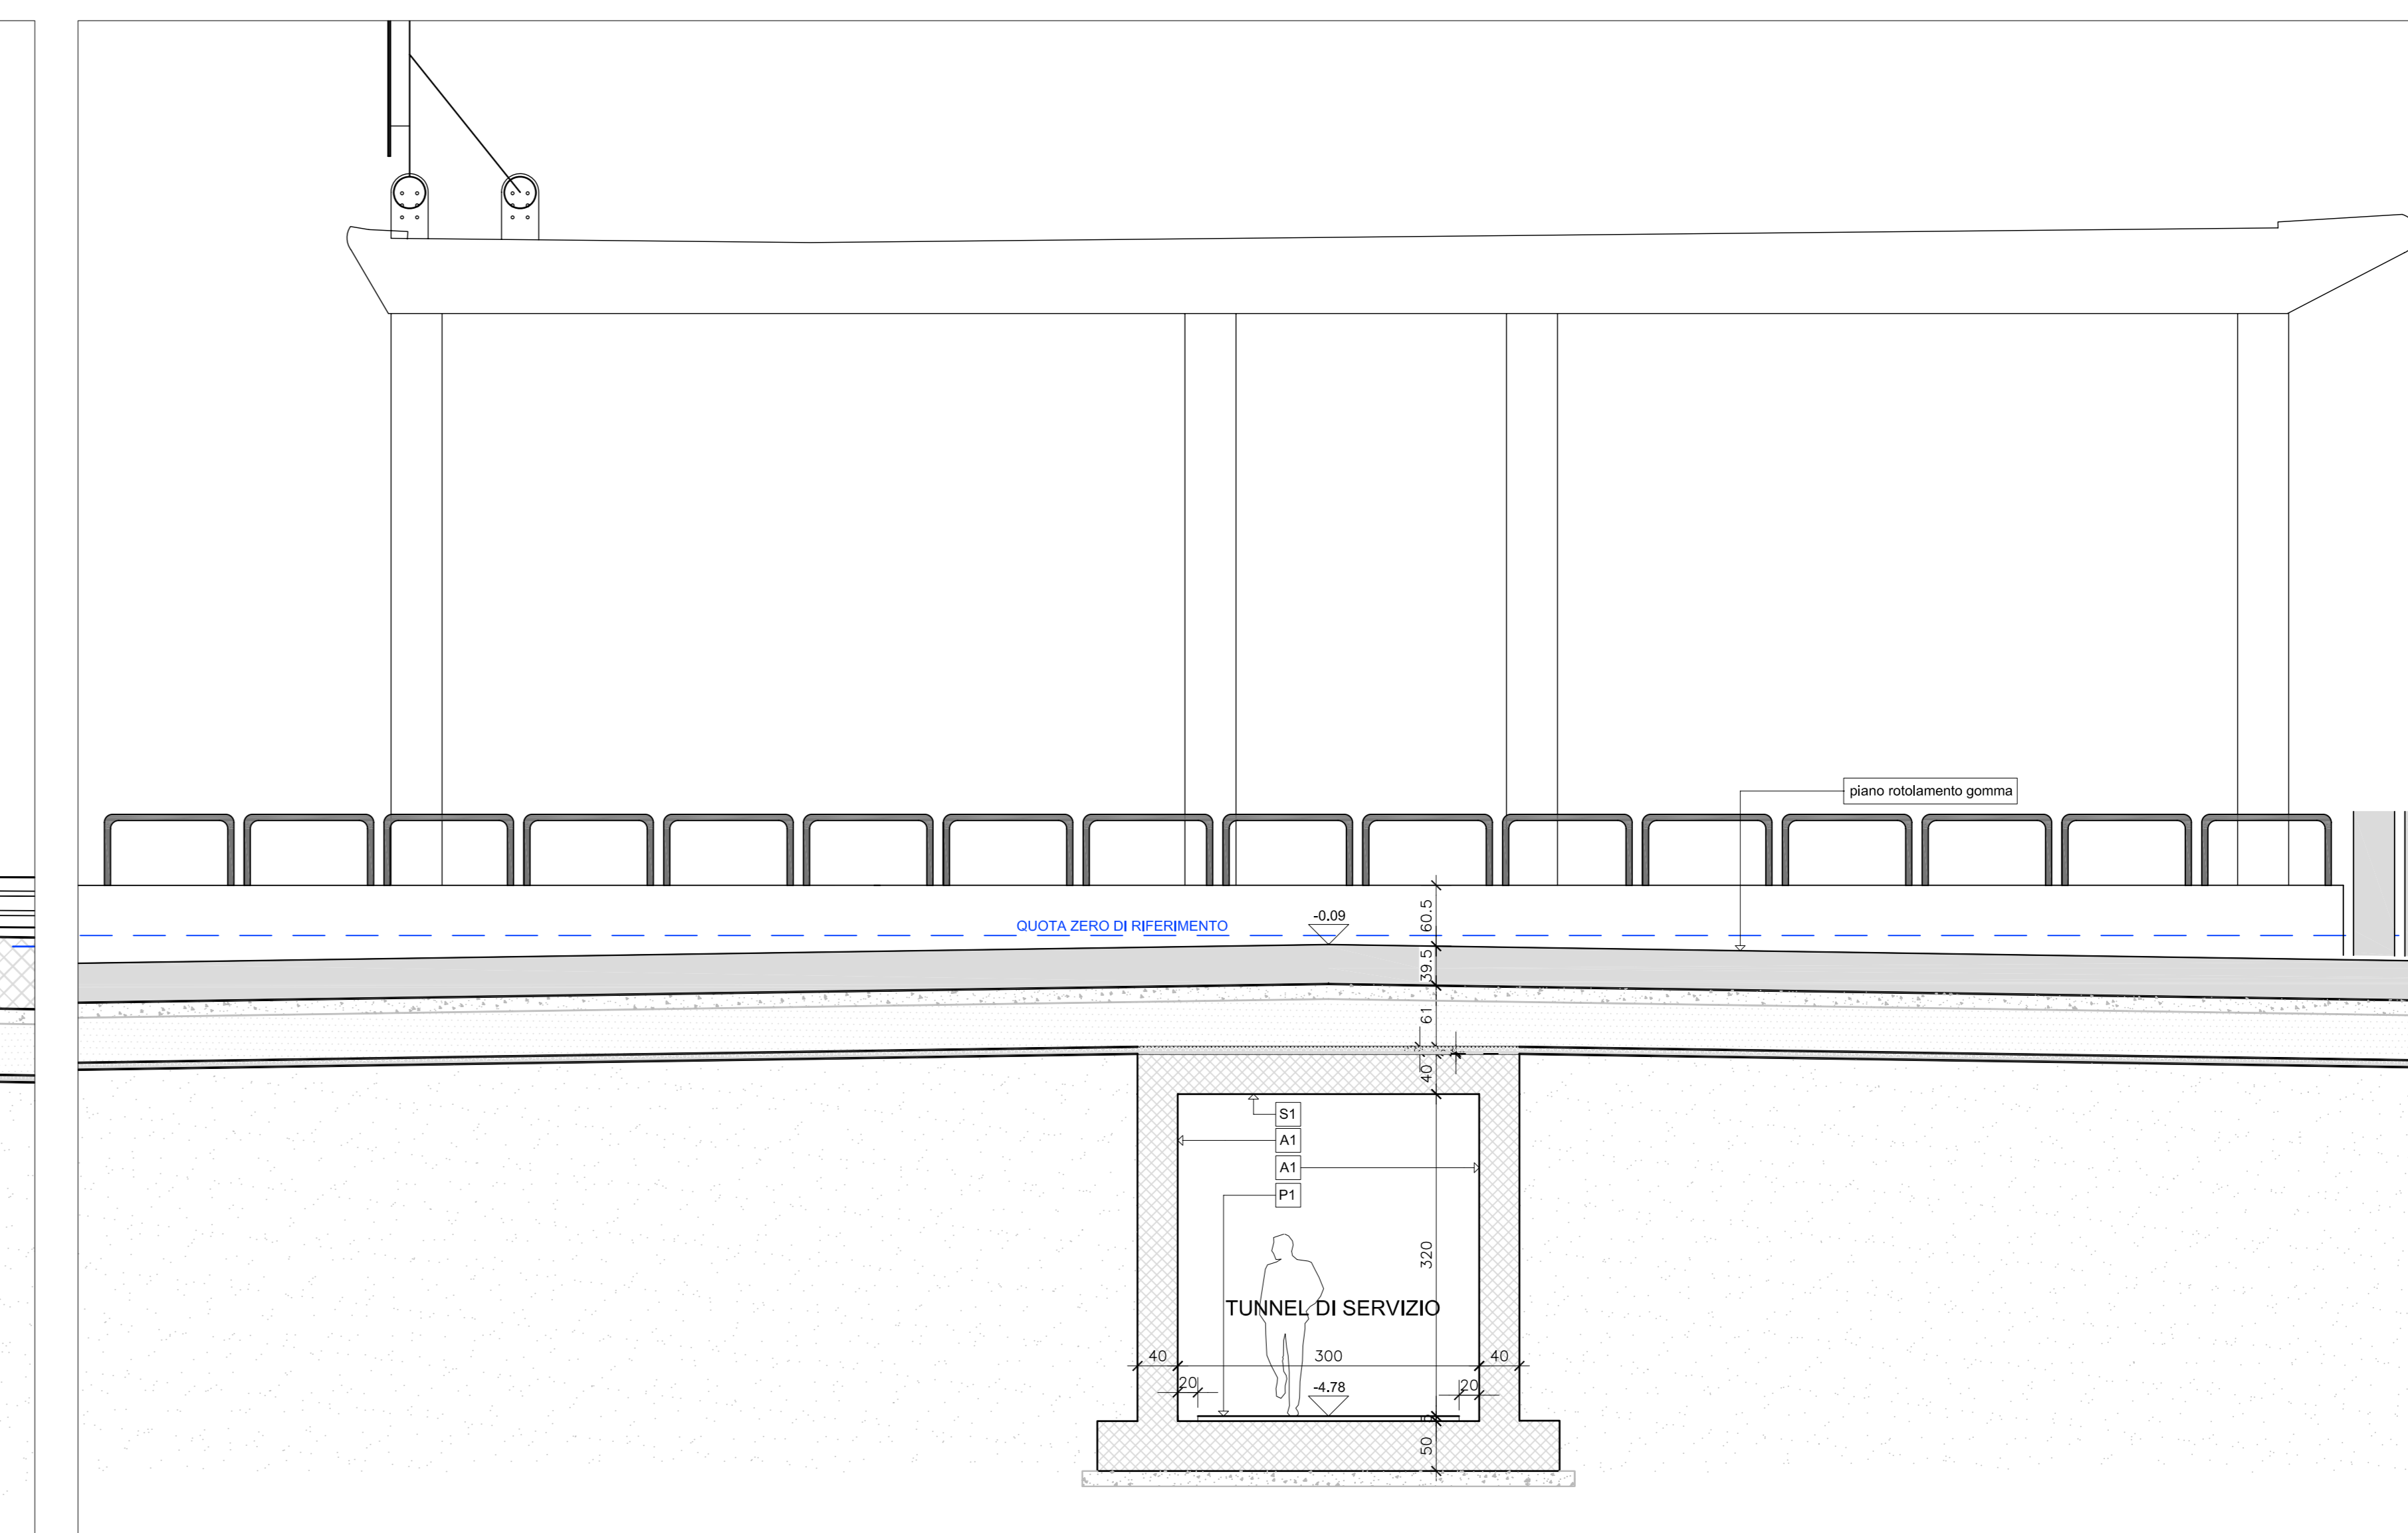 piano rotolamento gomma
QUOTA ZERO DI RIFERIMENTO
-0.09
60.5
39.5
61
40
S1
A1
A1
P1
320
TUNNEL DI SERVIZIO
40
300
40
20
-4.78
20
50